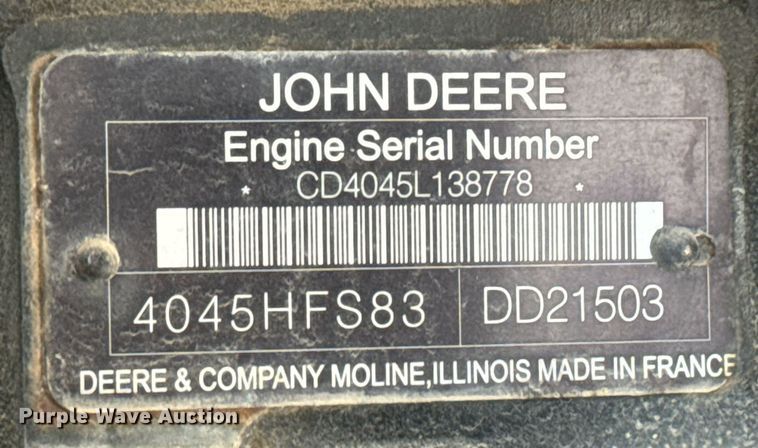 JOHN DEERE
Engine Serial Number
* CD4045L138778 *
4045HFS83 DD21503
DEERE & COMPANY MOLINE, ILLINOIS MADE IN FRANCE
Purple Wave Auction